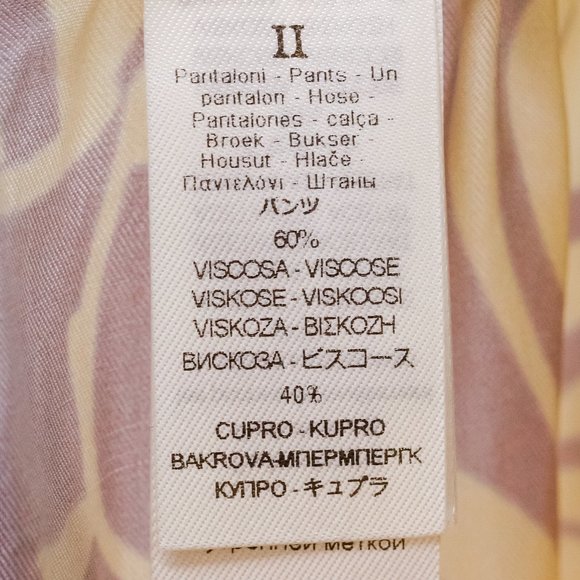 II
Pantaloni - Pants - Un
pantalon - Hose -
Pantalones - calça -
Broek - Bukser -
Housut - Hlače -
Παντελόνι - Штаны
パンツ
60%
VISCOSA - VISCOSE
VISKOSE - VISKOOSI
VISKOZA - ΒΙΣΚΟΖΗ
ВИСКОЗА - ビスコース
40%
CUPRO - KUPRO
BAKROVA-ΜΠΕΡΜΠΕΡΓΚ
КУПРО - キュプラ
меткой